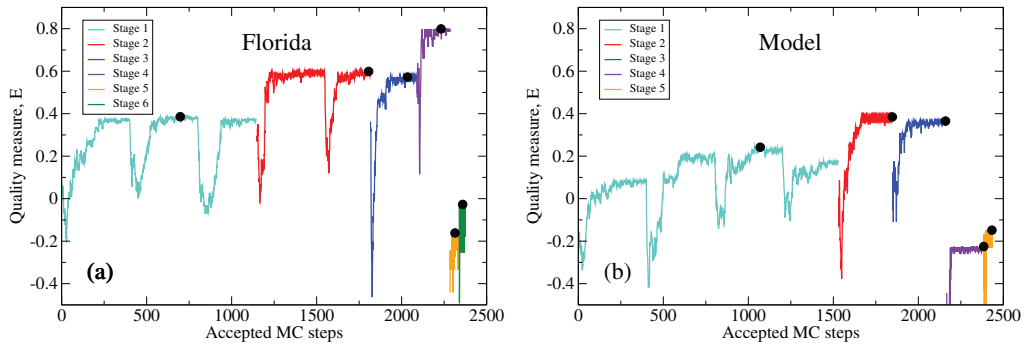 0.8
0.6
0.4
0.2
0
-0.2
-0.4
Quality measure, E
Stage 1
Stage 2
Stage 3
Stage 4
Stage 5
Stage 6
Florida
(a)
0 500 1000 1500 2000 2500
Accepted MC steps
0.8
0.6
0.4
0.2
0
-0.2
-0.4
Quality measure, E
Stage 1
Stage 2
Stage 3
Stage 4
Stage 5
Model
(b)
0 500 1000 1500 2000 2500
Accepted MC steps